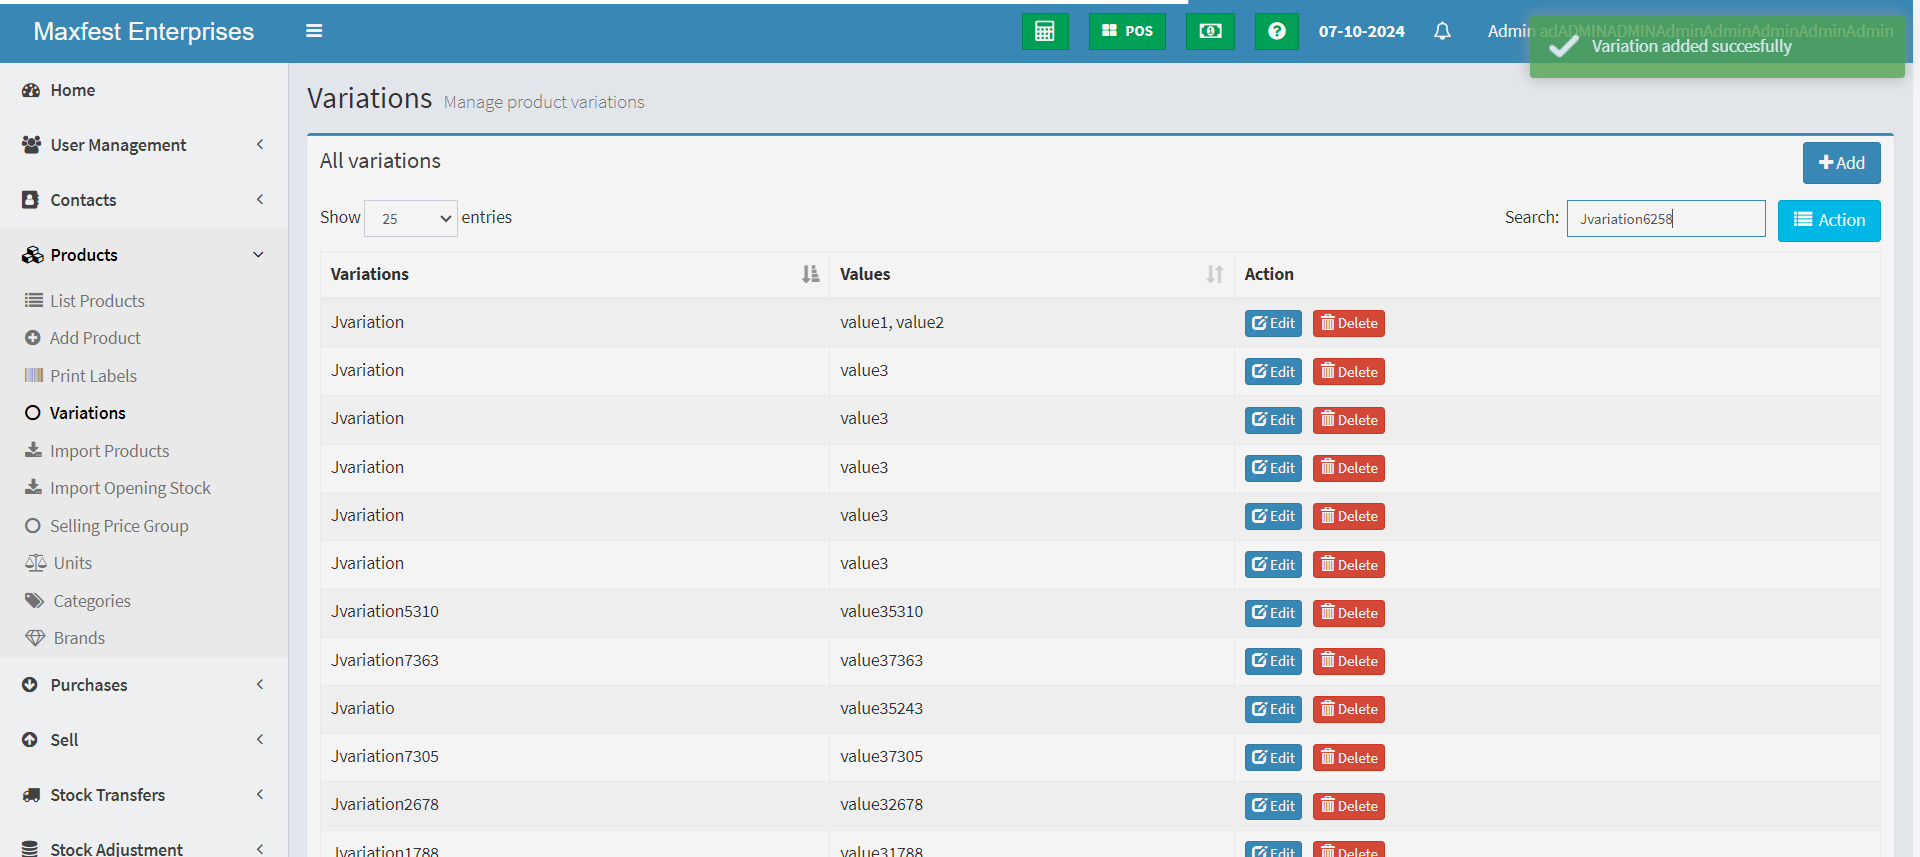 Maxfest Enterprises
POS
07-10-2024
Admin adADMINADMINAdminAdminAdminAdminAdmin
Variation added succesfully
Home
User Management
Contacts
Products
List Products
Add Product
Print Labels
Variations
Import Products
Import Opening Stock
Selling Price Group
Units
Categories
Brands
Purchases
Sell
Stock Transfers
Stock Adjustment
Variations Manage product variations
All variations
Add
Show 25 entries
Search: Jvariation6258
Action
Variations Values Action
Jvariation value1, value2 Edit Delete
Jvariation value3 Edit Delete
Jvariation value3 Edit Delete
Jvariation value3 Edit Delete
Jvariation value3 Edit Delete
Jvariation value3 Edit Delete
Jvariation5310 value35310 Edit Delete
Jvariation7363 value37363 Edit Delete
Jvariatio value35243 Edit Delete
Jvariation7305 value37305 Edit Delete
Jvariation2678 value32678 Edit Delete
Jvariation1788 value31788 Edit Delete